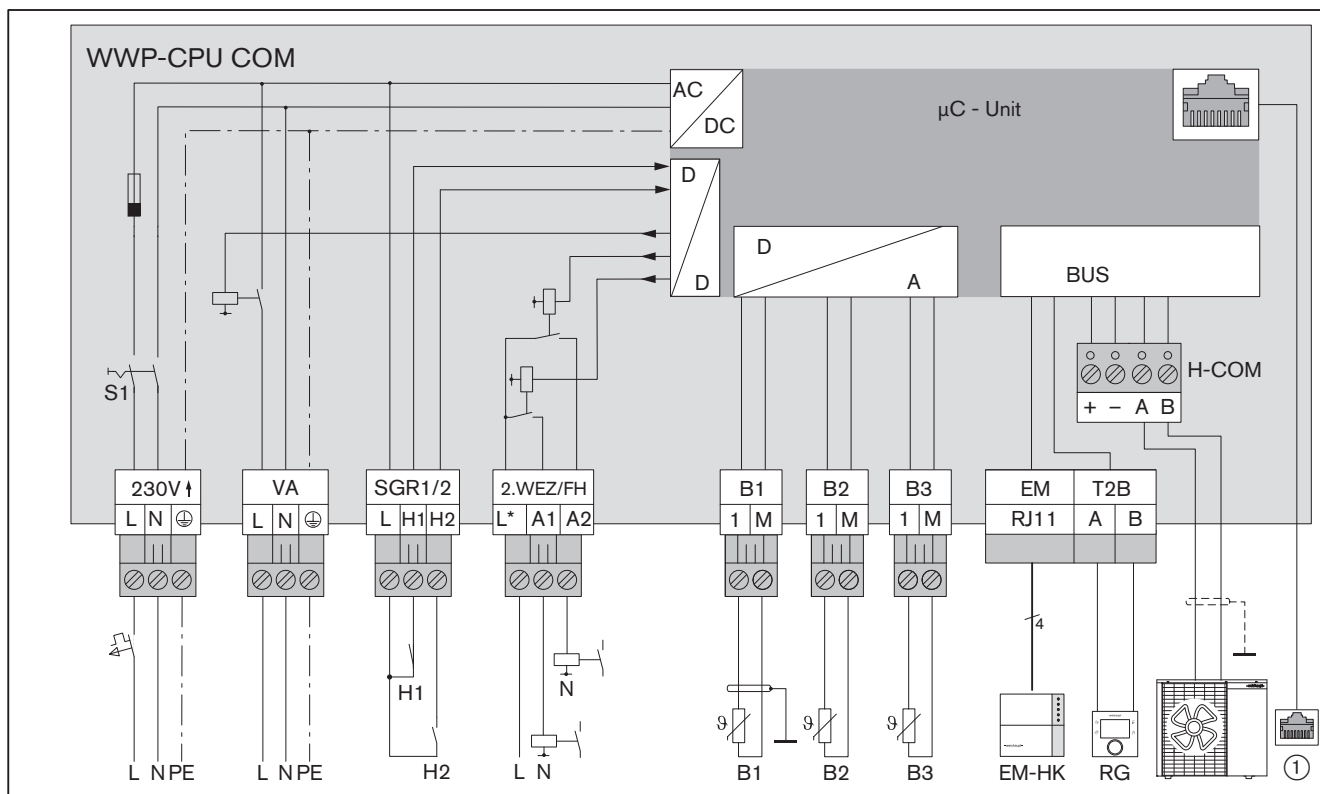 WWP-CPU COM
AC
DC
µC - Unit
D
D
D
A
BUS
S1
H-COM
+ − A B
230V VA SGR1/2 2.WEZ/FH B1 B2 B3 EM T2B
L N L N L H1 H2 L* A1 A2 1 M 1 M 1 M RJ11 A B
4
H1
N
ϑ ϑ ϑ
L N PE L N PE H2 L N B1 B2 B3 EM-HK RG 1